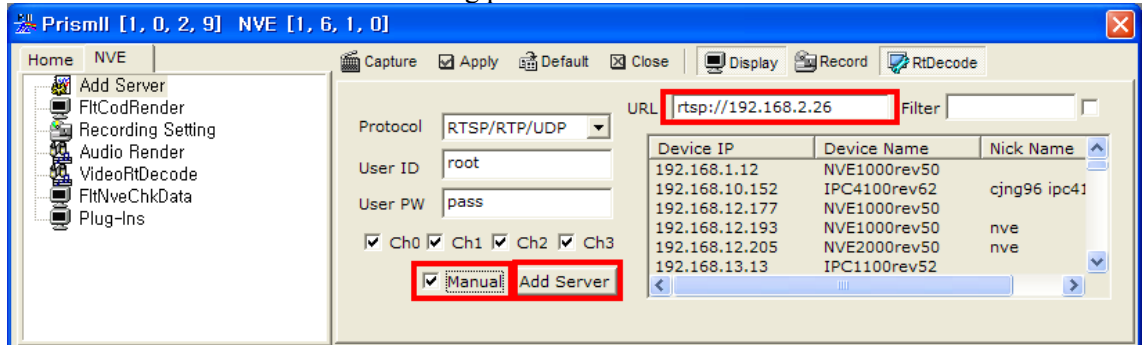 PrismII [1, 0, 2, 9]   NVE [1, 6, 1, 0]
Home NVE
Capture Apply Default Close Display Record RtDecode
Add Server
FltCodRender
Recording Setting
Audio Render
VideoRtDecode
FltNveChkData
Plug-Ins
URL rtsp://192.168.2.26 Filter
Protocol RTSP/RTP/UDP
User ID root
User PW pass
Ch0 Ch1 Ch2 Ch3
Manual Add Server
Device IP Device Name Nick Name
192.168.1.12 NVE1000rev50
192.168.10.152 IPC4100rev62 cjng96 ipc41
192.168.12.177 NVE1000rev50
192.168.12.193 NVE1000rev50 nve
192.168.12.205 NVE2000rev50 nve
192.168.13.13 IPC1100rev52